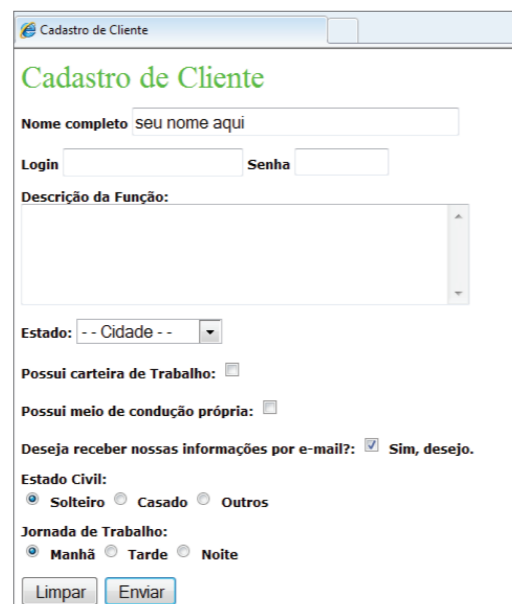 Cadastro de Cliente
Cadastro de Cliente
Nome completo seu nome aqui
Login Senha
Descrição da Função:
Estado: - - Cidade - -
Possui carteira de Trabalho:
Possui meio de condução própria:
Deseja receber nossas informações por e-mail?: Sim, desejo.
Estado Civil:
Solteiro Casado Outros
Jornada de Trabalho:
Manhã Tarde Noite
Limpar Enviar